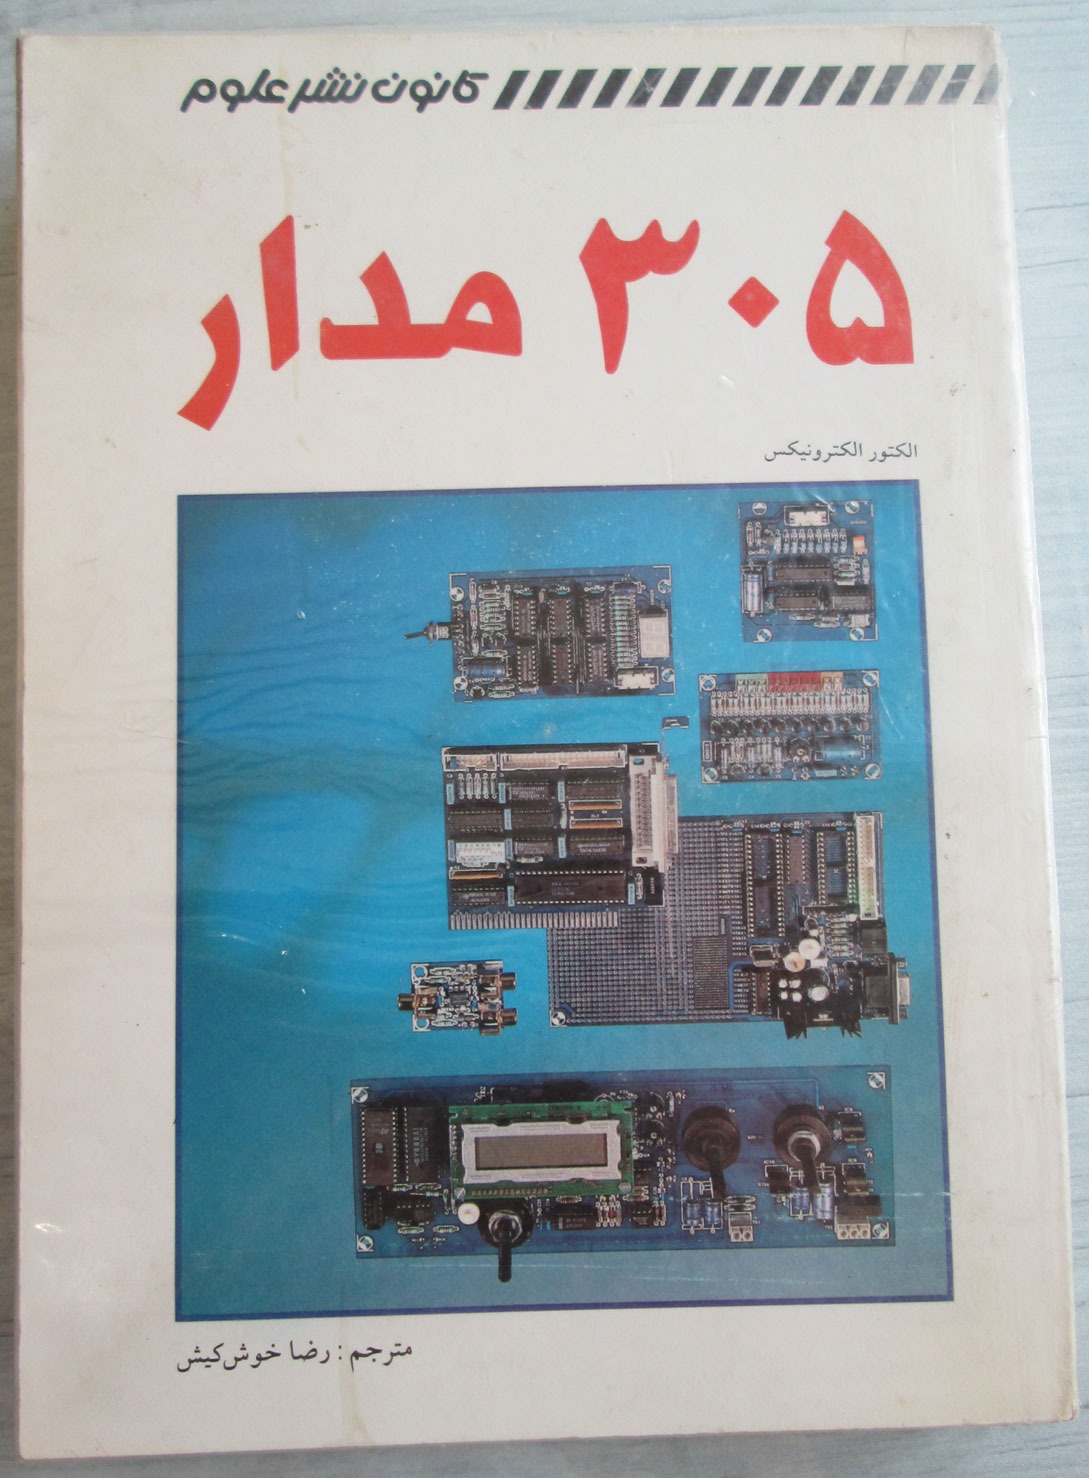 کانون نشر علوم
۳۰۵ مدار
الکتور الکترونیکس
مترجم : رضا خوش‌کیش